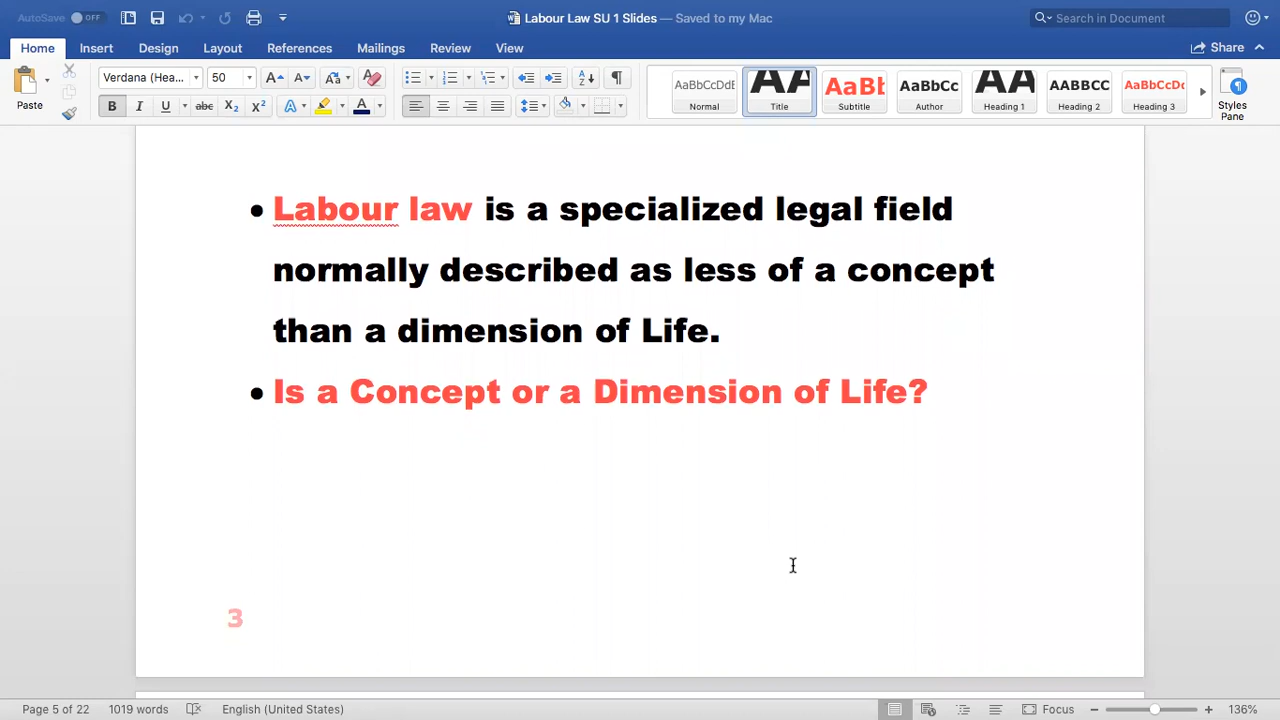 AutoSave OFF Labour Law SU 1 Slides — Saved to my Mac Search in Document
Home Insert Design Layout References Mailings Review View Share
Paste Verdana (Hea... 50 AaBbCcDdE AA AaBb AaBbCc AA AABBCC AaBbCcDc Styles Pane
Normal Title Subtitle Author Heading 1 Heading 2 Heading 3
• Labour law is a specialized legal field
normally described as less of a concept
than a dimension of Life.
• Is a Concept or a Dimension of Life?
3
Page 5 of 22 1019 words English (United States) Focus 136%